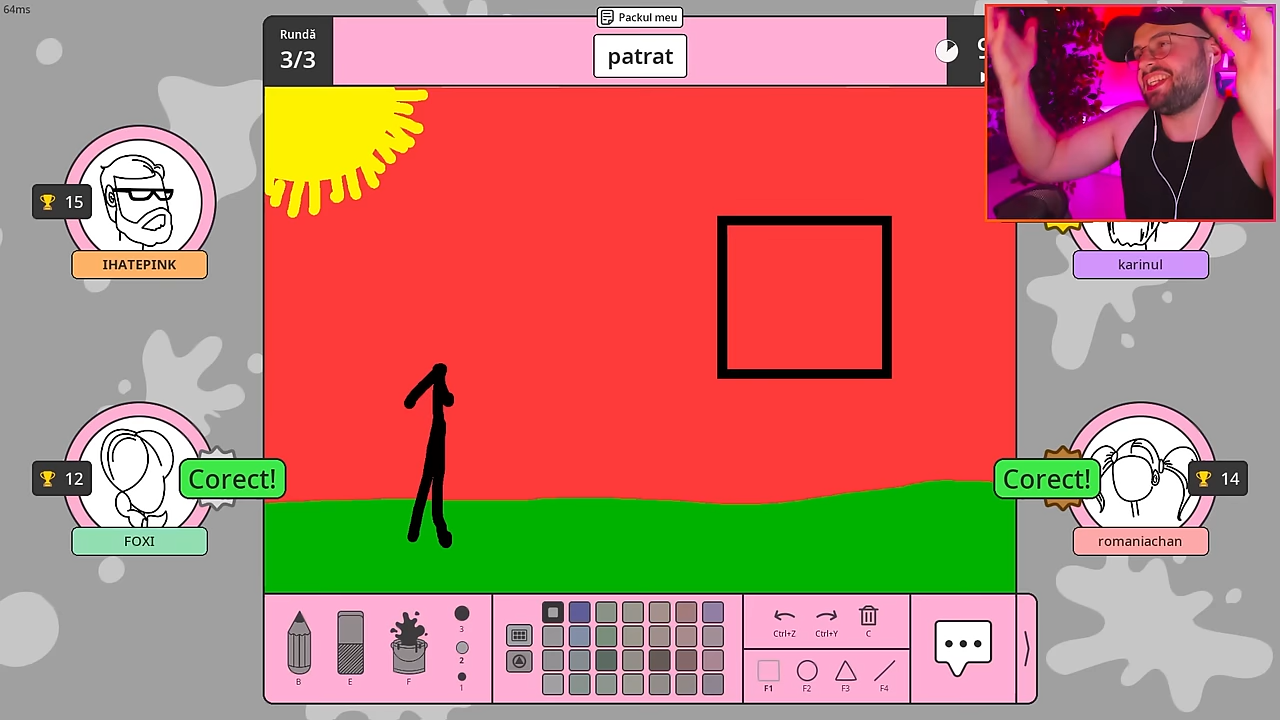 64ms
Packul meu
Rundă
3/3
patrat
15
IHATEPINK
karinul
12
Corect!
FOXI
Corect!
14
romaniachan
3
2
1
B
E
F
Ctrl+Z
Ctrl+Y
C
F1
F2
F3
F4